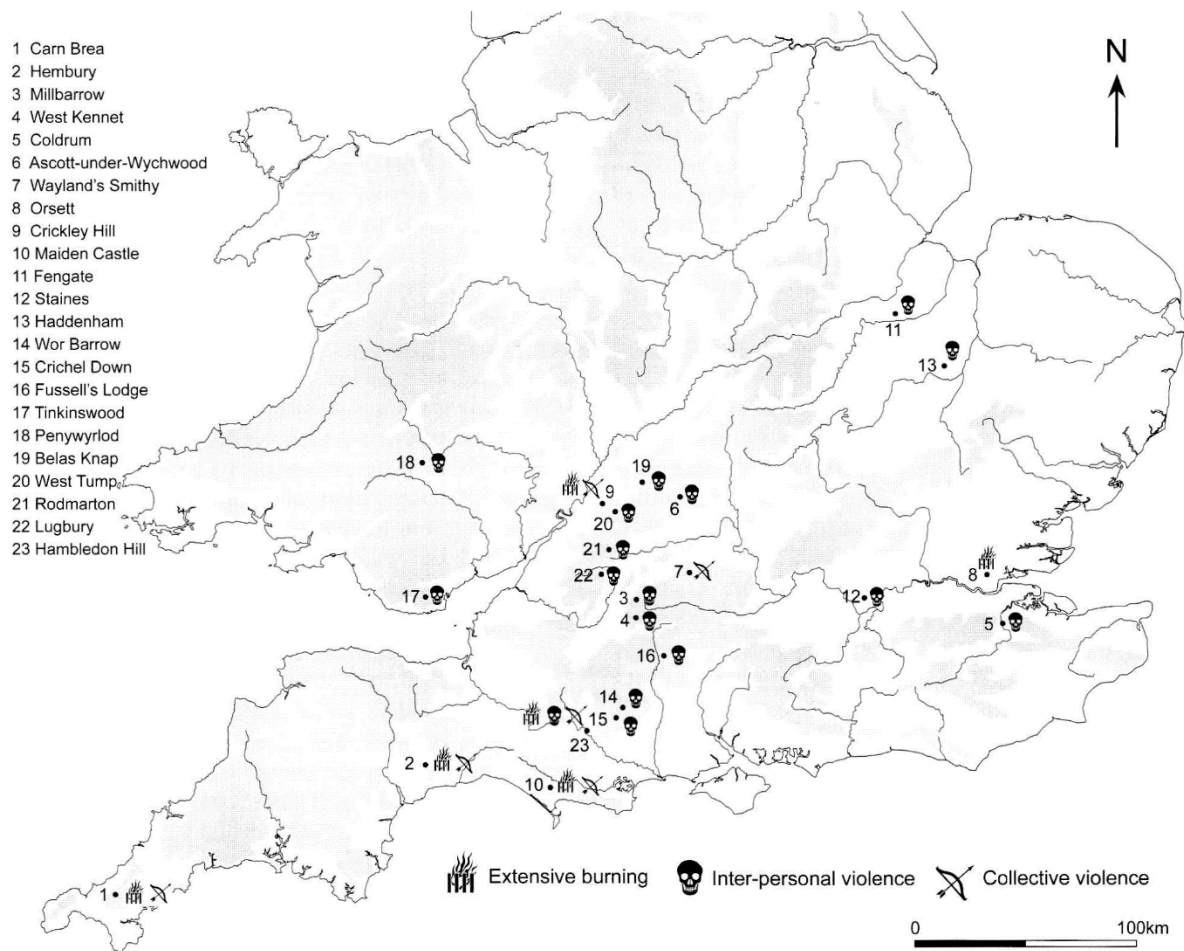 1 Carn Brea
2 Hembury
3 Millbarrow
4 West Kennet
5 Coldrum
6 Ascott-under-Wychwood
7 Wayland's Smithy
8 Orsett
9 Crickley Hill
10 Maiden Castle
11 Fengate
12 Staines
13 Haddenham
14 Wor Barrow
15 Crichel Down
16 Fussell's Lodge
17 Tinkinswood
18 Penywyrlod
19 Belas Knap
20 West Tump
21 Rodmarton
22 Lugbury
23 Hambledon Hill
N
11
13
18
19
9
6
20
21
22
7
8
3
12
17
4
5
16
14
15
23
2
10
1
Extensive burning
Inter-personal violence
Collective violence
0 100km